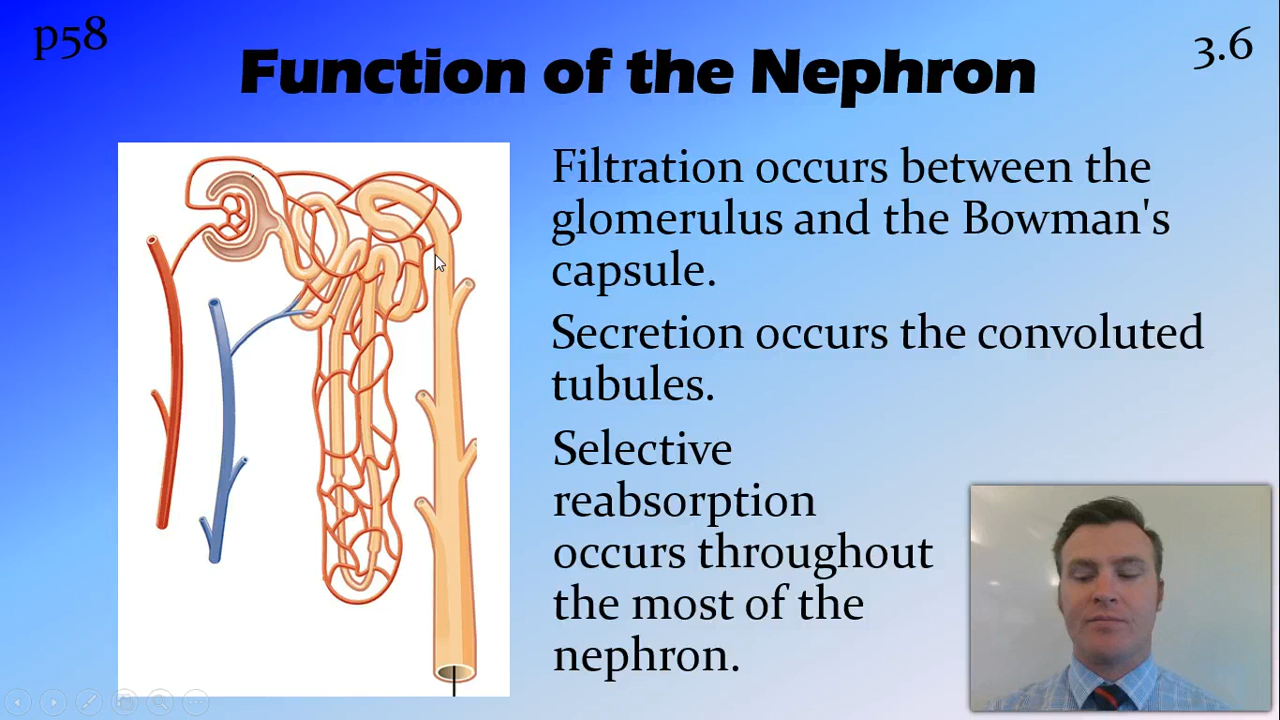 p58
3.6
Function of the Nephron
Filtration occurs between the
glomerulus and the Bowman's
capsule.
Secretion occurs the convoluted
tubules.
Selective
reabsorption
occurs throughout
the most of the
nephron.